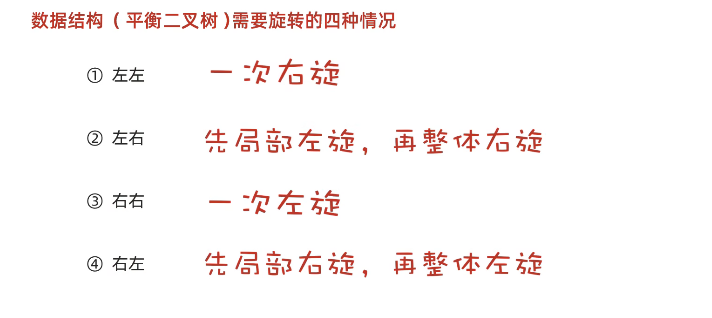 数据结构（平衡二叉树）需要旋转的四种情况
① 左左 一次右旋
② 左右 先局部左旋，再整体右旋
③ 右右 一次左旋
④ 右左 先局部右旋，再整体左旋